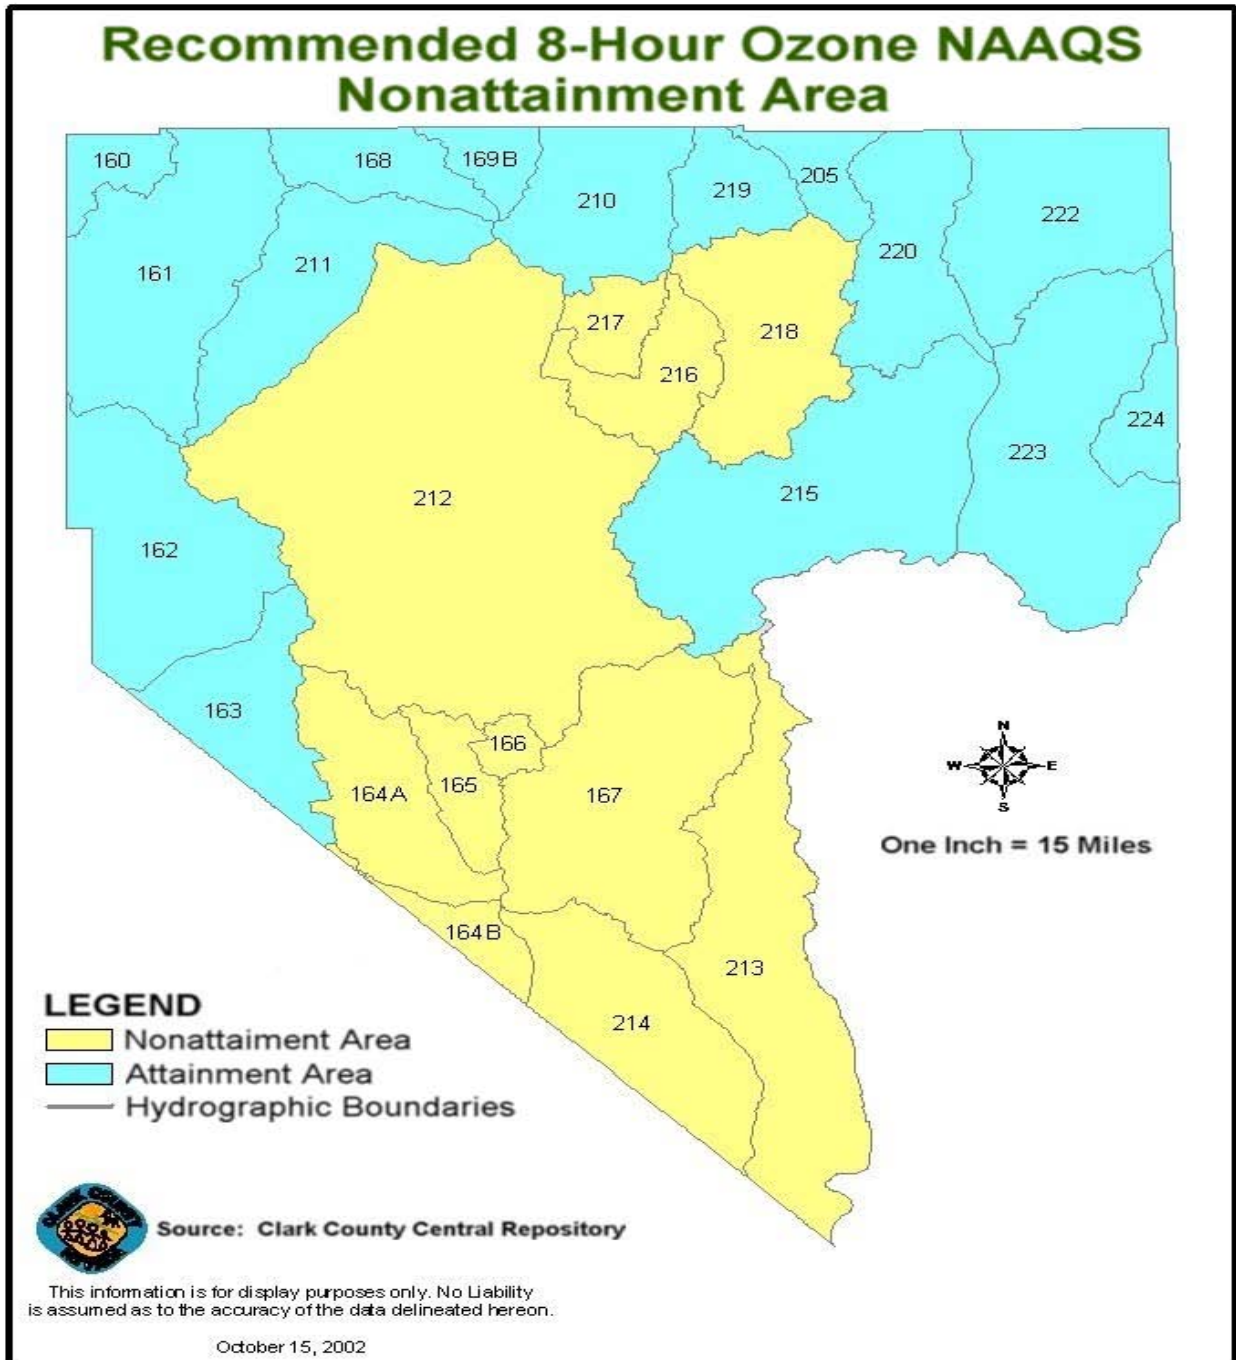 Recommended 8-Hour Ozone NAAQS
Nonattainment Area
160
168
169B
210
219
205
220
222
161
211
217
218
216
224
223
212
215
162
163
166
165
164A
167
N
W
E
S
One Inch = 15 Miles
164B
213
214
LEGEND
Nonattaiment Area
Attainment Area
Hydrographic Boundaries
CLARK COUNTY
Source: Clark County Central Repository
This information is for display purposes only. No Liability
is assumed as to the accuracy of the data delineated hereon.
October 15, 2002